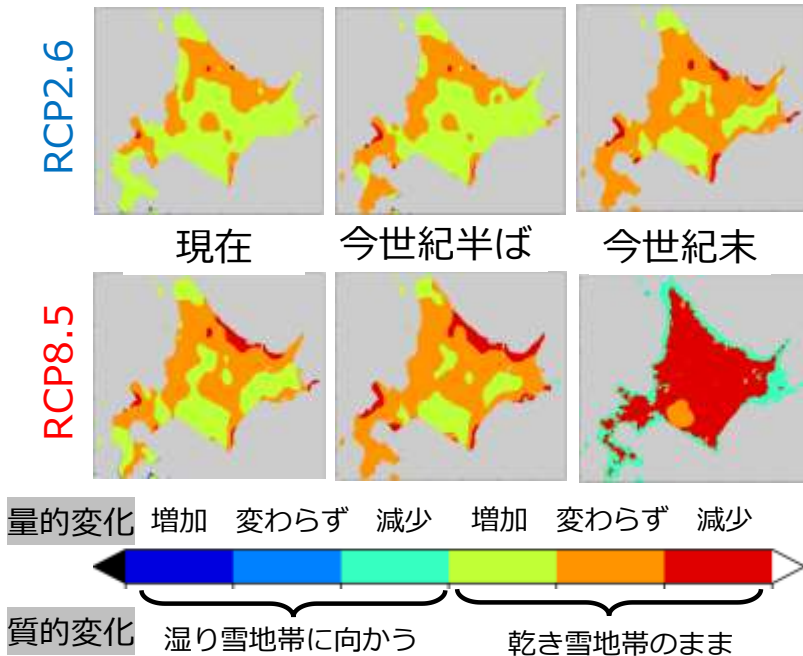 RCP2.6
現在 今世紀半ば 今世紀末
RCP8.5
量的変化 増加 変わらず 減少 増加 変わらず 減少
質的変化 湿り雪地帯に向かう 乾き雪地帯のまま